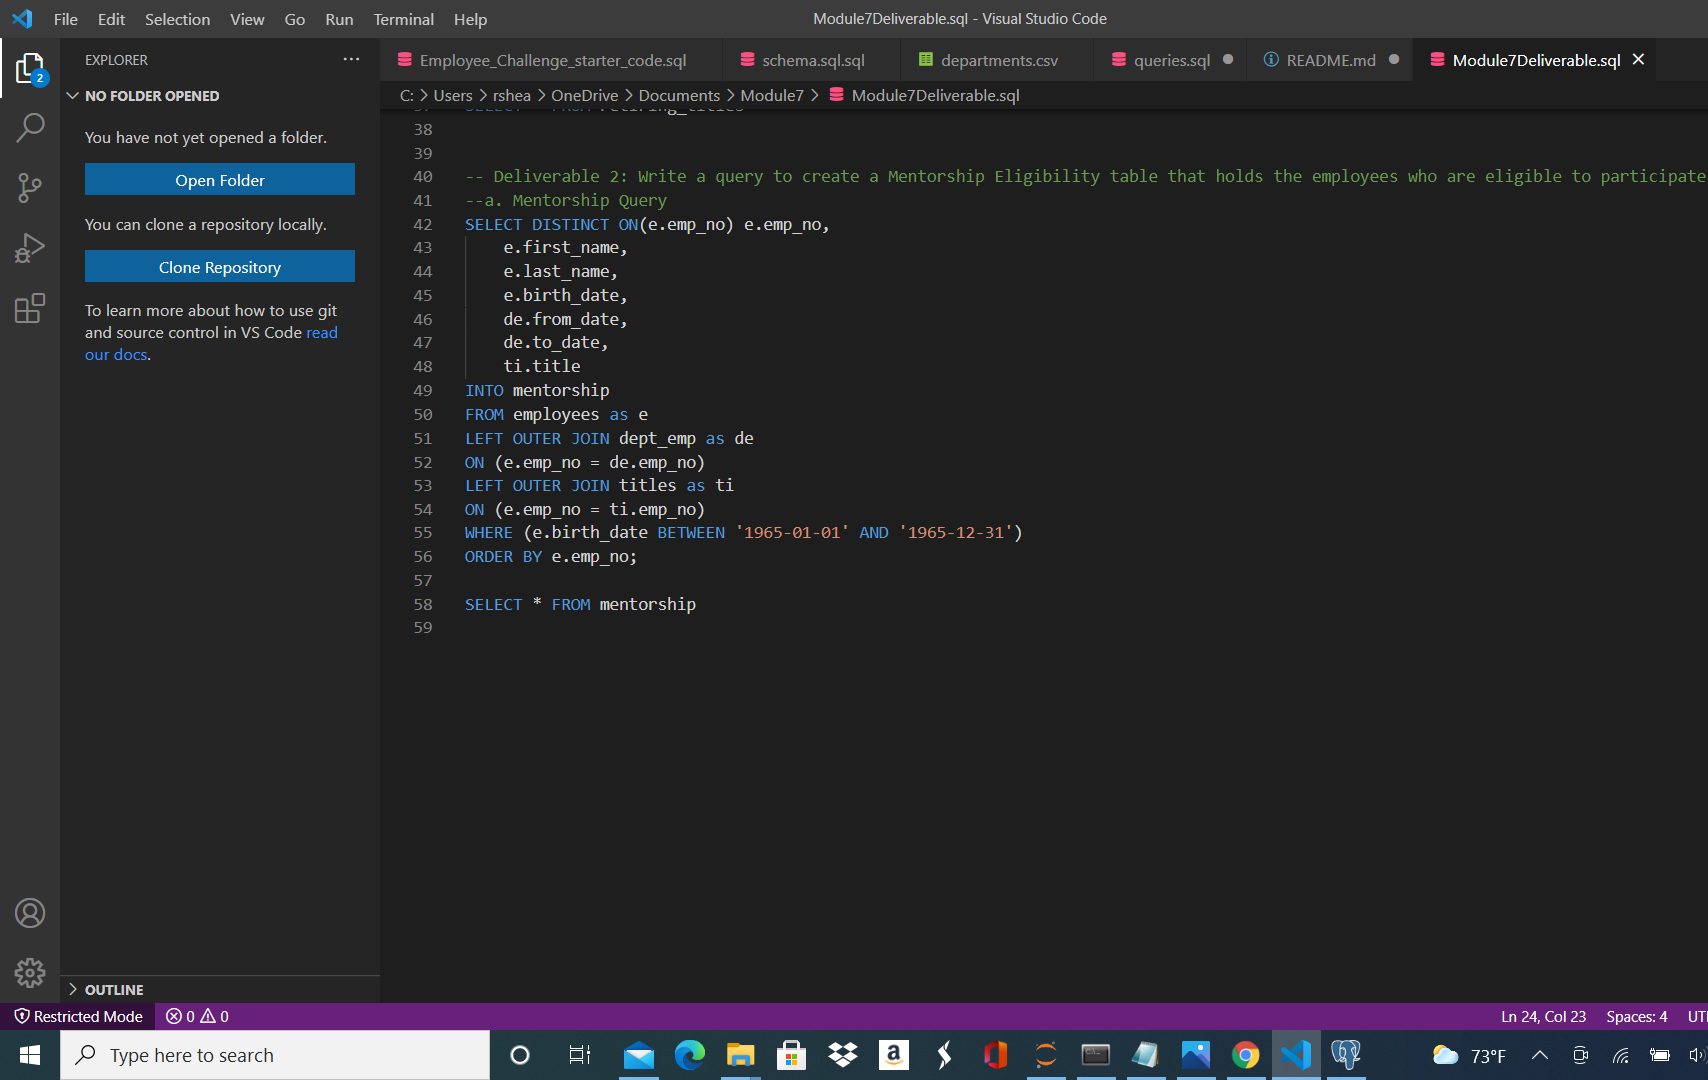 File Edit Selection View Go Run Terminal Help
Module7Deliverable.sql - Visual Studio Code
EXPLORER
Employee_Challenge_starter_code.sql schema.sql.sql departments.csv queries.sql README.md Module7Deliverable.sql
C: > Users > rshea > OneDrive > Documents > Module7 > Module7Deliverable.sql
2
NO FOLDER OPENED
You have not yet opened a folder.
Open Folder
You can clone a repository locally.
Clone Repository
To learn more about how to use git
and source control in VS Code read
our docs.
38
39
40 -- Deliverable 2: Write a query to create a Mentorship Eligibility table that holds the employees who are eligible to participate
41 --a. Mentorship Query
42 SELECT DISTINCT ON(e.emp_no) e.emp_no,
43 e.first_name,
44 e.last_name,
45 e.birth_date,
46 de.from_date,
47 de.to_date,
48 ti.title
49 INTO mentorship
50 FROM employees as e
51 LEFT OUTER JOIN dept_emp as de
52 ON (e.emp_no = de.emp_no)
53 LEFT OUTER JOIN titles as ti
54 ON (e.emp_no = ti.emp_no)
55 WHERE (e.birth_date BETWEEN '1965-01-01' AND '1965-12-31')
56 ORDER BY e.emp_no;
57
58 SELECT * FROM mentorship
59
OUTLINE
Restricted Mode 0 0
Ln 24, Col 23 Spaces: 4
Type here to search
73°F